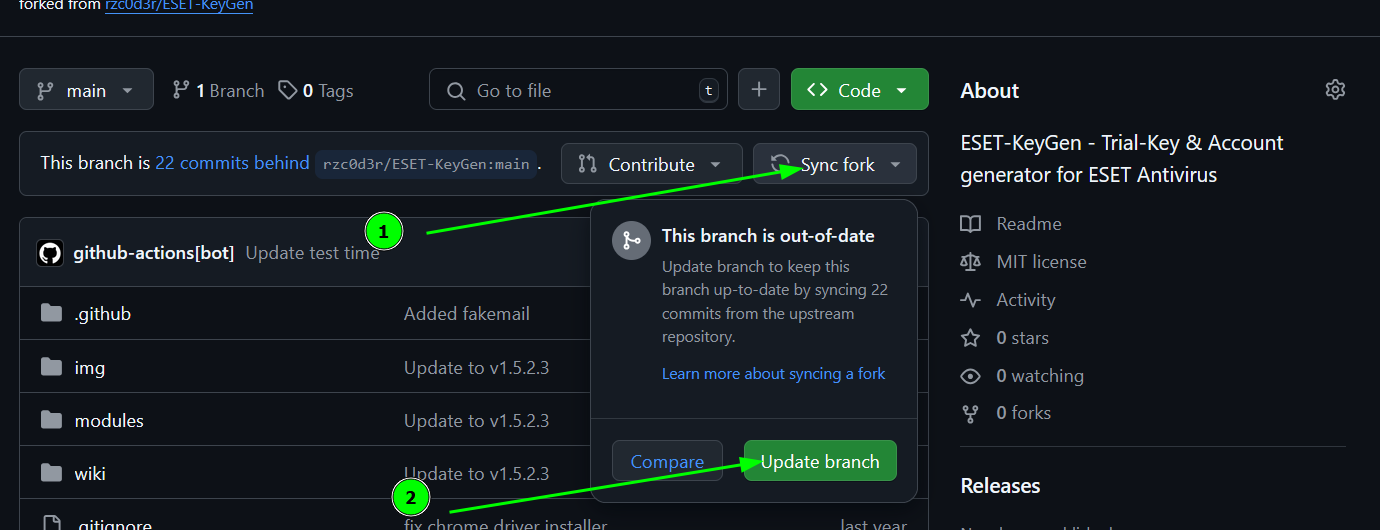 forked from rzc0d3r/ESET-KeyGen
main
1 Branch
0 Tags
Go to file
t
Code
About
ESET-KeyGen - Trial-Key & Account
generator for ESET Antivirus
This branch is 22 commits behind rzc0d3r/ESET-KeyGen:main .
Contribute
Sync fork
1
github-actions[bot] Update test time
This branch is out-of-date
Update branch to keep this
branch up-to-date by syncing 22
commits from the upstream
repository.
Learn more about syncing a fork
Compare
Update branch
2
.github Added fakemail
img Update to v1.5.2.3
modules Update to v1.5.2.3
wiki Update to v1.5.2.3
.gitignore fix chrome driver installer last year
Readme
MIT license
Activity
0 stars
0 watching
0 forks
Releases